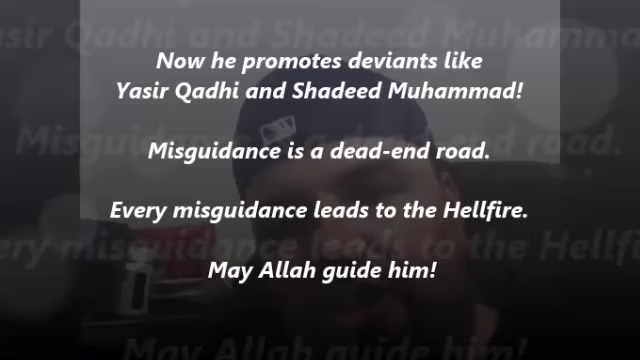 Now he promotes deviants like
Yasir Qadhi and Shadeed Muhammad!
Misguidance is a dead-end road.
Every misguidance leads to the Hellfire.
May Allah guide him!